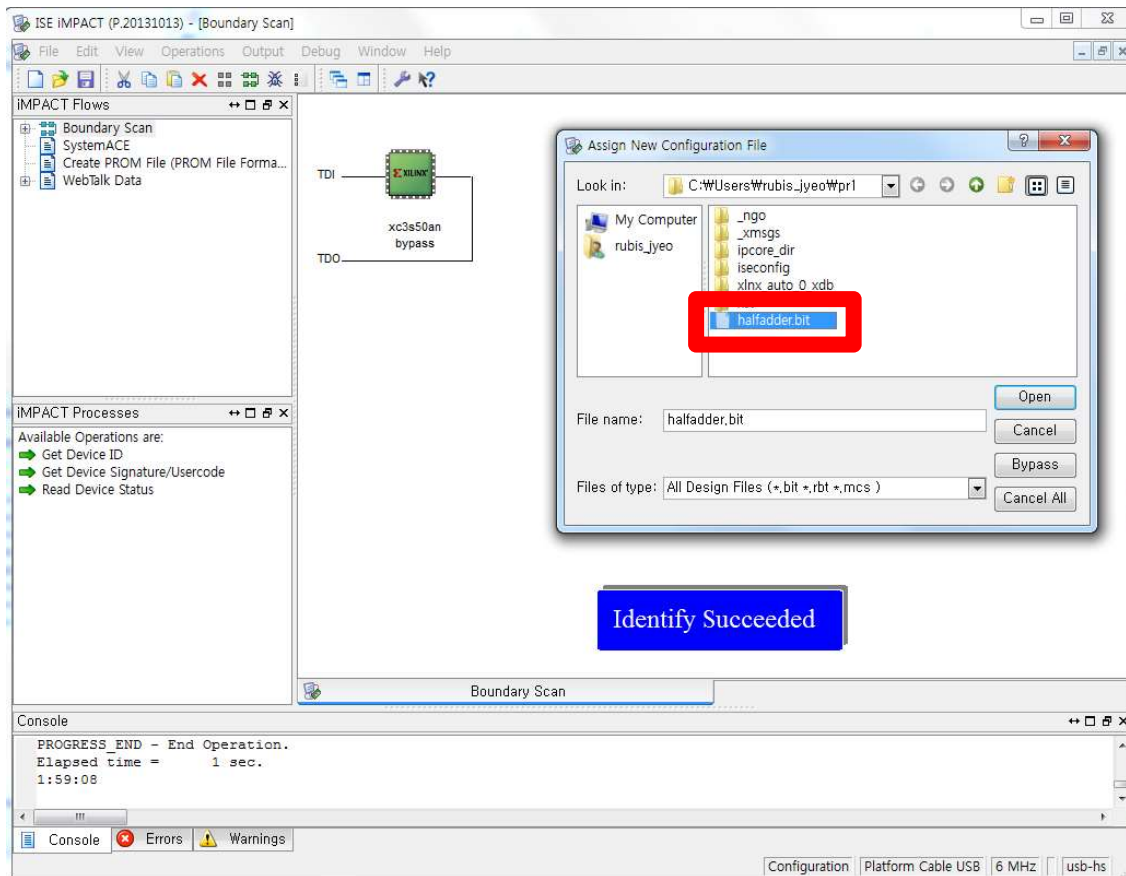 ISE iMPACT (P.20131013) - [Boundary Scan]
File Edit View Operations Output Debug Window Help
iMPACT Flows
Boundary Scan
SystemACE
Create PROM File (PROM File Forma...
WebTalk Data
TDI
XILINX
xc3s50an
bypass
TDO
Assign New Configuration File
Look in: C:₩Users₩rubis_jyeo₩pr1
My Computer
rubis_jyeo
_ngo
_xmsgs
ipcore_dir
iseconfig
xlnx_auto_0_xdb
halfadder.bit
File name: halfadder.bit
Files of type: All Design Files (*.bit *.rbt *.mcs )
Open
Cancel
Bypass
Cancel All
iMPACT Processes
Available Operations are:
Get Device ID
Get Device Signature/Usercode
Read Device Status
Identify Succeeded
Boundary Scan
Console
PROGRESS_END - End Operation.
Elapsed time = 1 sec.
1:59:08
Console Errors Warnings
Configuration Platform Cable USB 6 MHz usb-hs